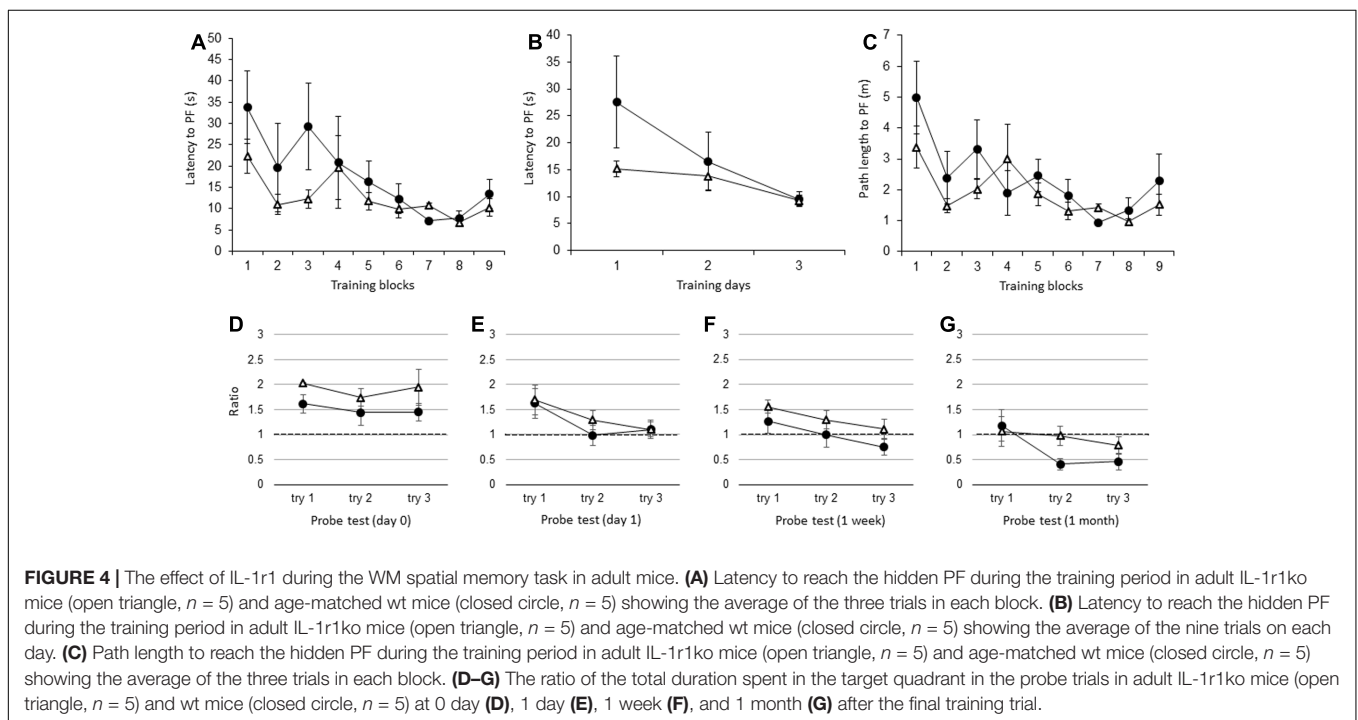 A
50
45
40
35
30
25
20
15
10
5
0
Latency to PF (s)
1 2 3 4 5 6 7 8 9
Training blocks
B
40
35
30
25
20
15
10
5
0
Latency to PF (s)
1 2 3
Training days
C
7
6
5
4
3
2
1
0
Path length to PF (m)
1 2 3 4 5 6 7 8 9
Training blocks
D
3
2.5
2
1.5
1
0.5
0
Ratio
try 1 try 2 try 3
Probe test (day 0)
E
3
2.5
2
1.5
1
0.5
0
try 1 try 2 try 3
Probe test (day 1)
F
3
2.5
2
1.5
1
0.5
0
try 1 try 2 try 3
Probe test (1 week)
G
3
2.5
2
1.5
1
0.5
0
try 1 try 2 try 3
Probe test (1 month)
FIGURE 4 | The effect of IL-1r1 during the WM spatial memory task in adult mice. (A) Latency to reach the hidden PF during the training period in adult IL-1r1ko
mice (open triangle, n = 5) and age-matched wt mice (closed circle, n = 5) showing the average of the three trials in each block. (B) Latency to reach the hidden PF
during the training period in adult IL-1r1ko mice (open triangle, n = 5) and age-matched wt mice (closed circle, n = 5) showing the average of the nine trials on each
day. (C) Path length to reach the hidden PF during the training period in adult IL-1r1ko mice (open triangle, n = 5) and age-matched wt mice (closed circle, n = 5)
showing the average of the three trials in each block. (D–G) The ratio of the total duration spent in the target quadrant in the probe trials in adult IL-1r1ko mice (open
triangle, n = 5) and wt mice (closed circle, n = 5) at 0 day (D), 1 day (E), 1 week (F), and 1 month (G) after the final training trial.